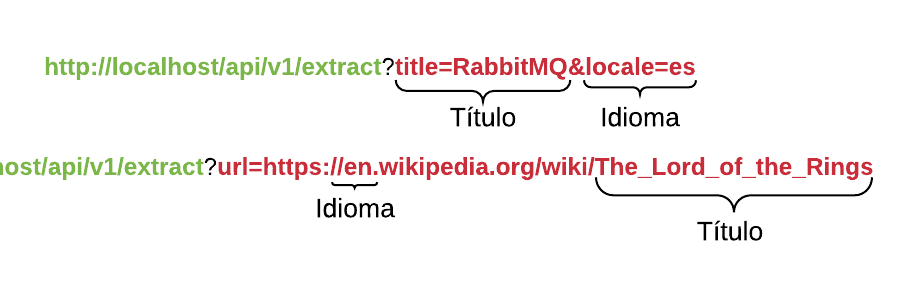 http://localhost/api/v1/extract?title=RabbitMQ&locale=es
Título Idioma
host/api/v1/extract?url=https://en.wikipedia.org/wiki/The_Lord_of_the_Rings
Idioma
Título